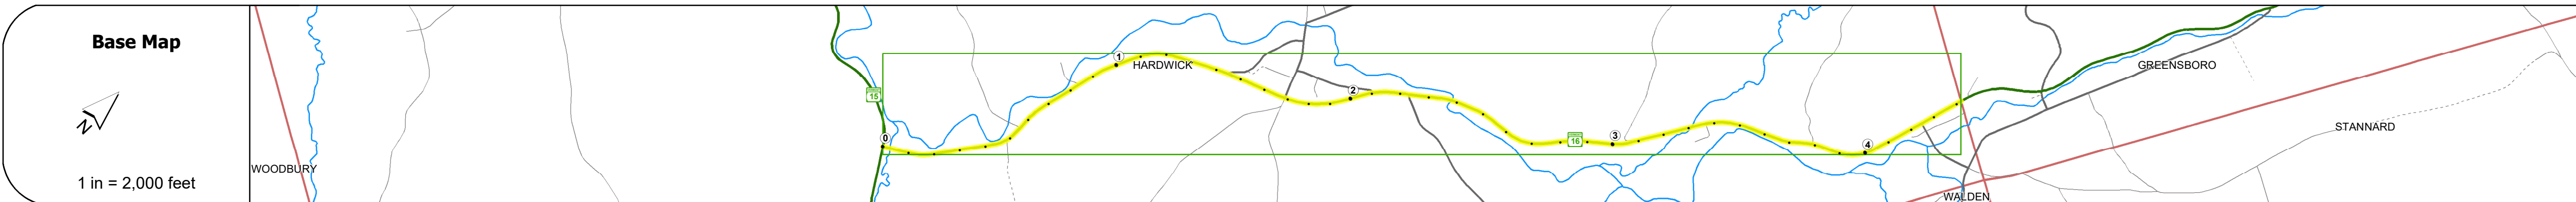 Base Map
N
1 in = 2,000 feet
WOODBURY
15
0
1
HARDWICK
2
16
3
4
GREENSBORO
STANNARD
WALDEN